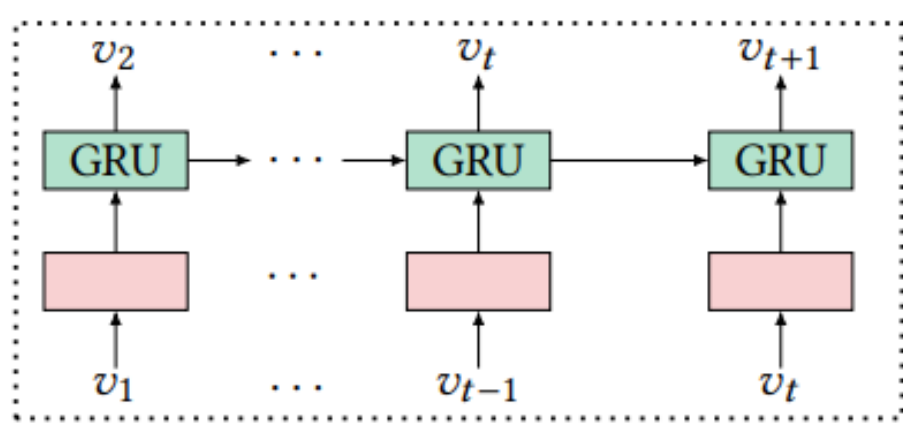 v₂ ··· vₜ vₜ₊₁
GRU ··· GRU GRU
···
v₁ ··· vₜ₋₁ vₜ